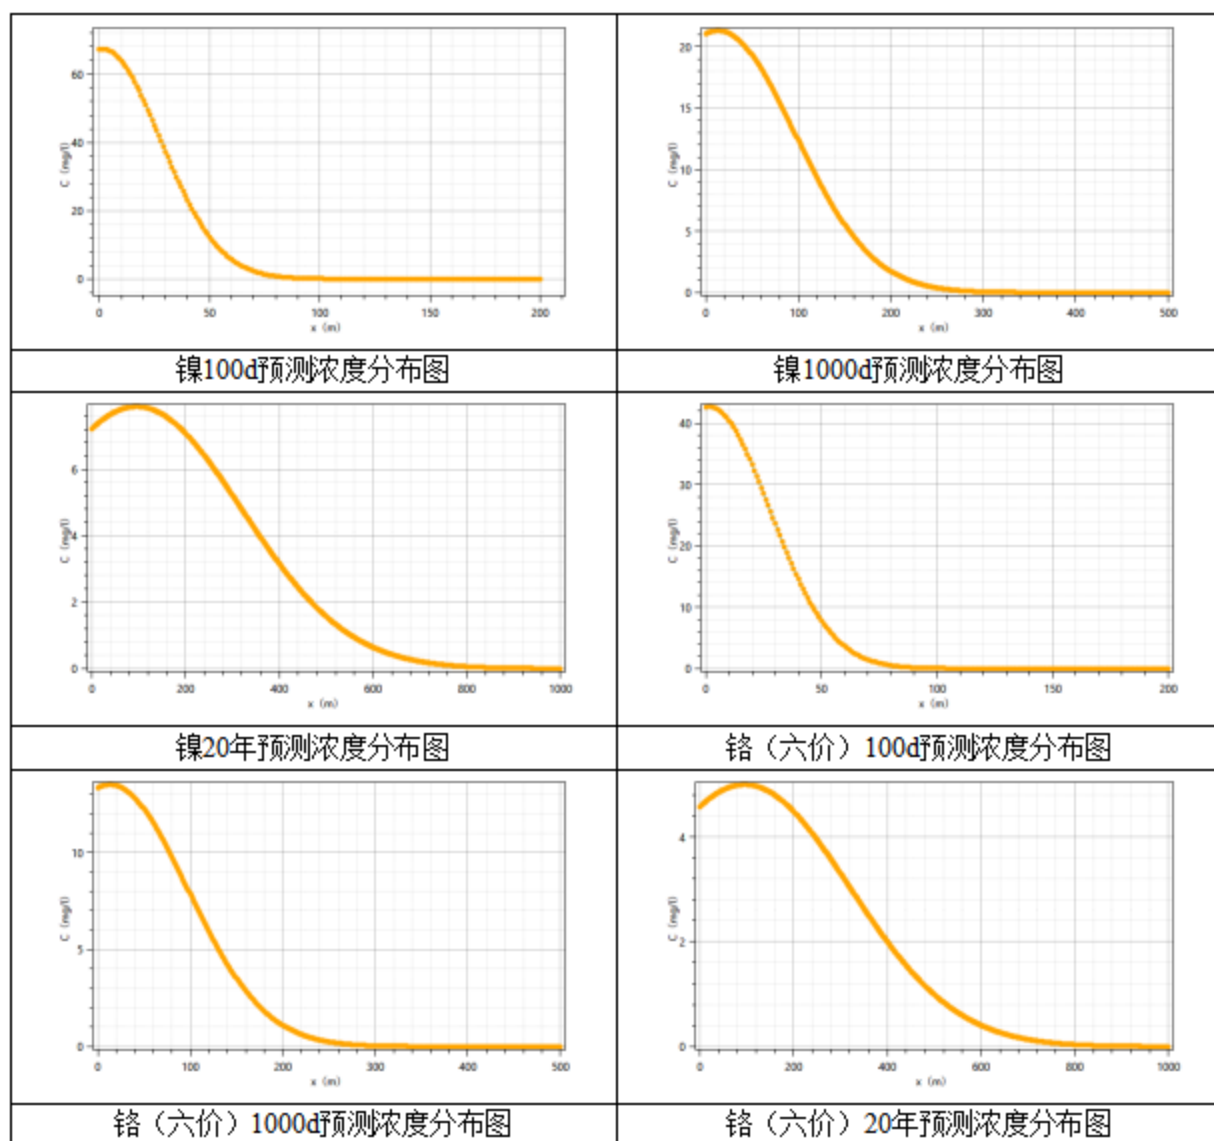 60
40
20
0
C (mg/l)
0 50 100 150 200
x (m)
20
15
10
5
0
C (mg/l)
0 100 200 300 400 500
x (m)
镍100d预测浓度分布图 镍1000d预测浓度分布图
6
4
2
0
C (mg/l)
0 200 400 600 800 1000
x (m)
40
30
20
10
0
C (mg/l)
0 50 100 150 200
x (m)
镍20年预测浓度分布图 铬（六价）100d预测浓度分布图
10
5
0
C (mg/l)
0 100 200 300 400 500
x (m)
4
2
0
C (mg/l)
0 200 400 600 800 1000
x (m)
铬（六价）1000d预测浓度分布图 铬（六价）20年预测浓度分布图